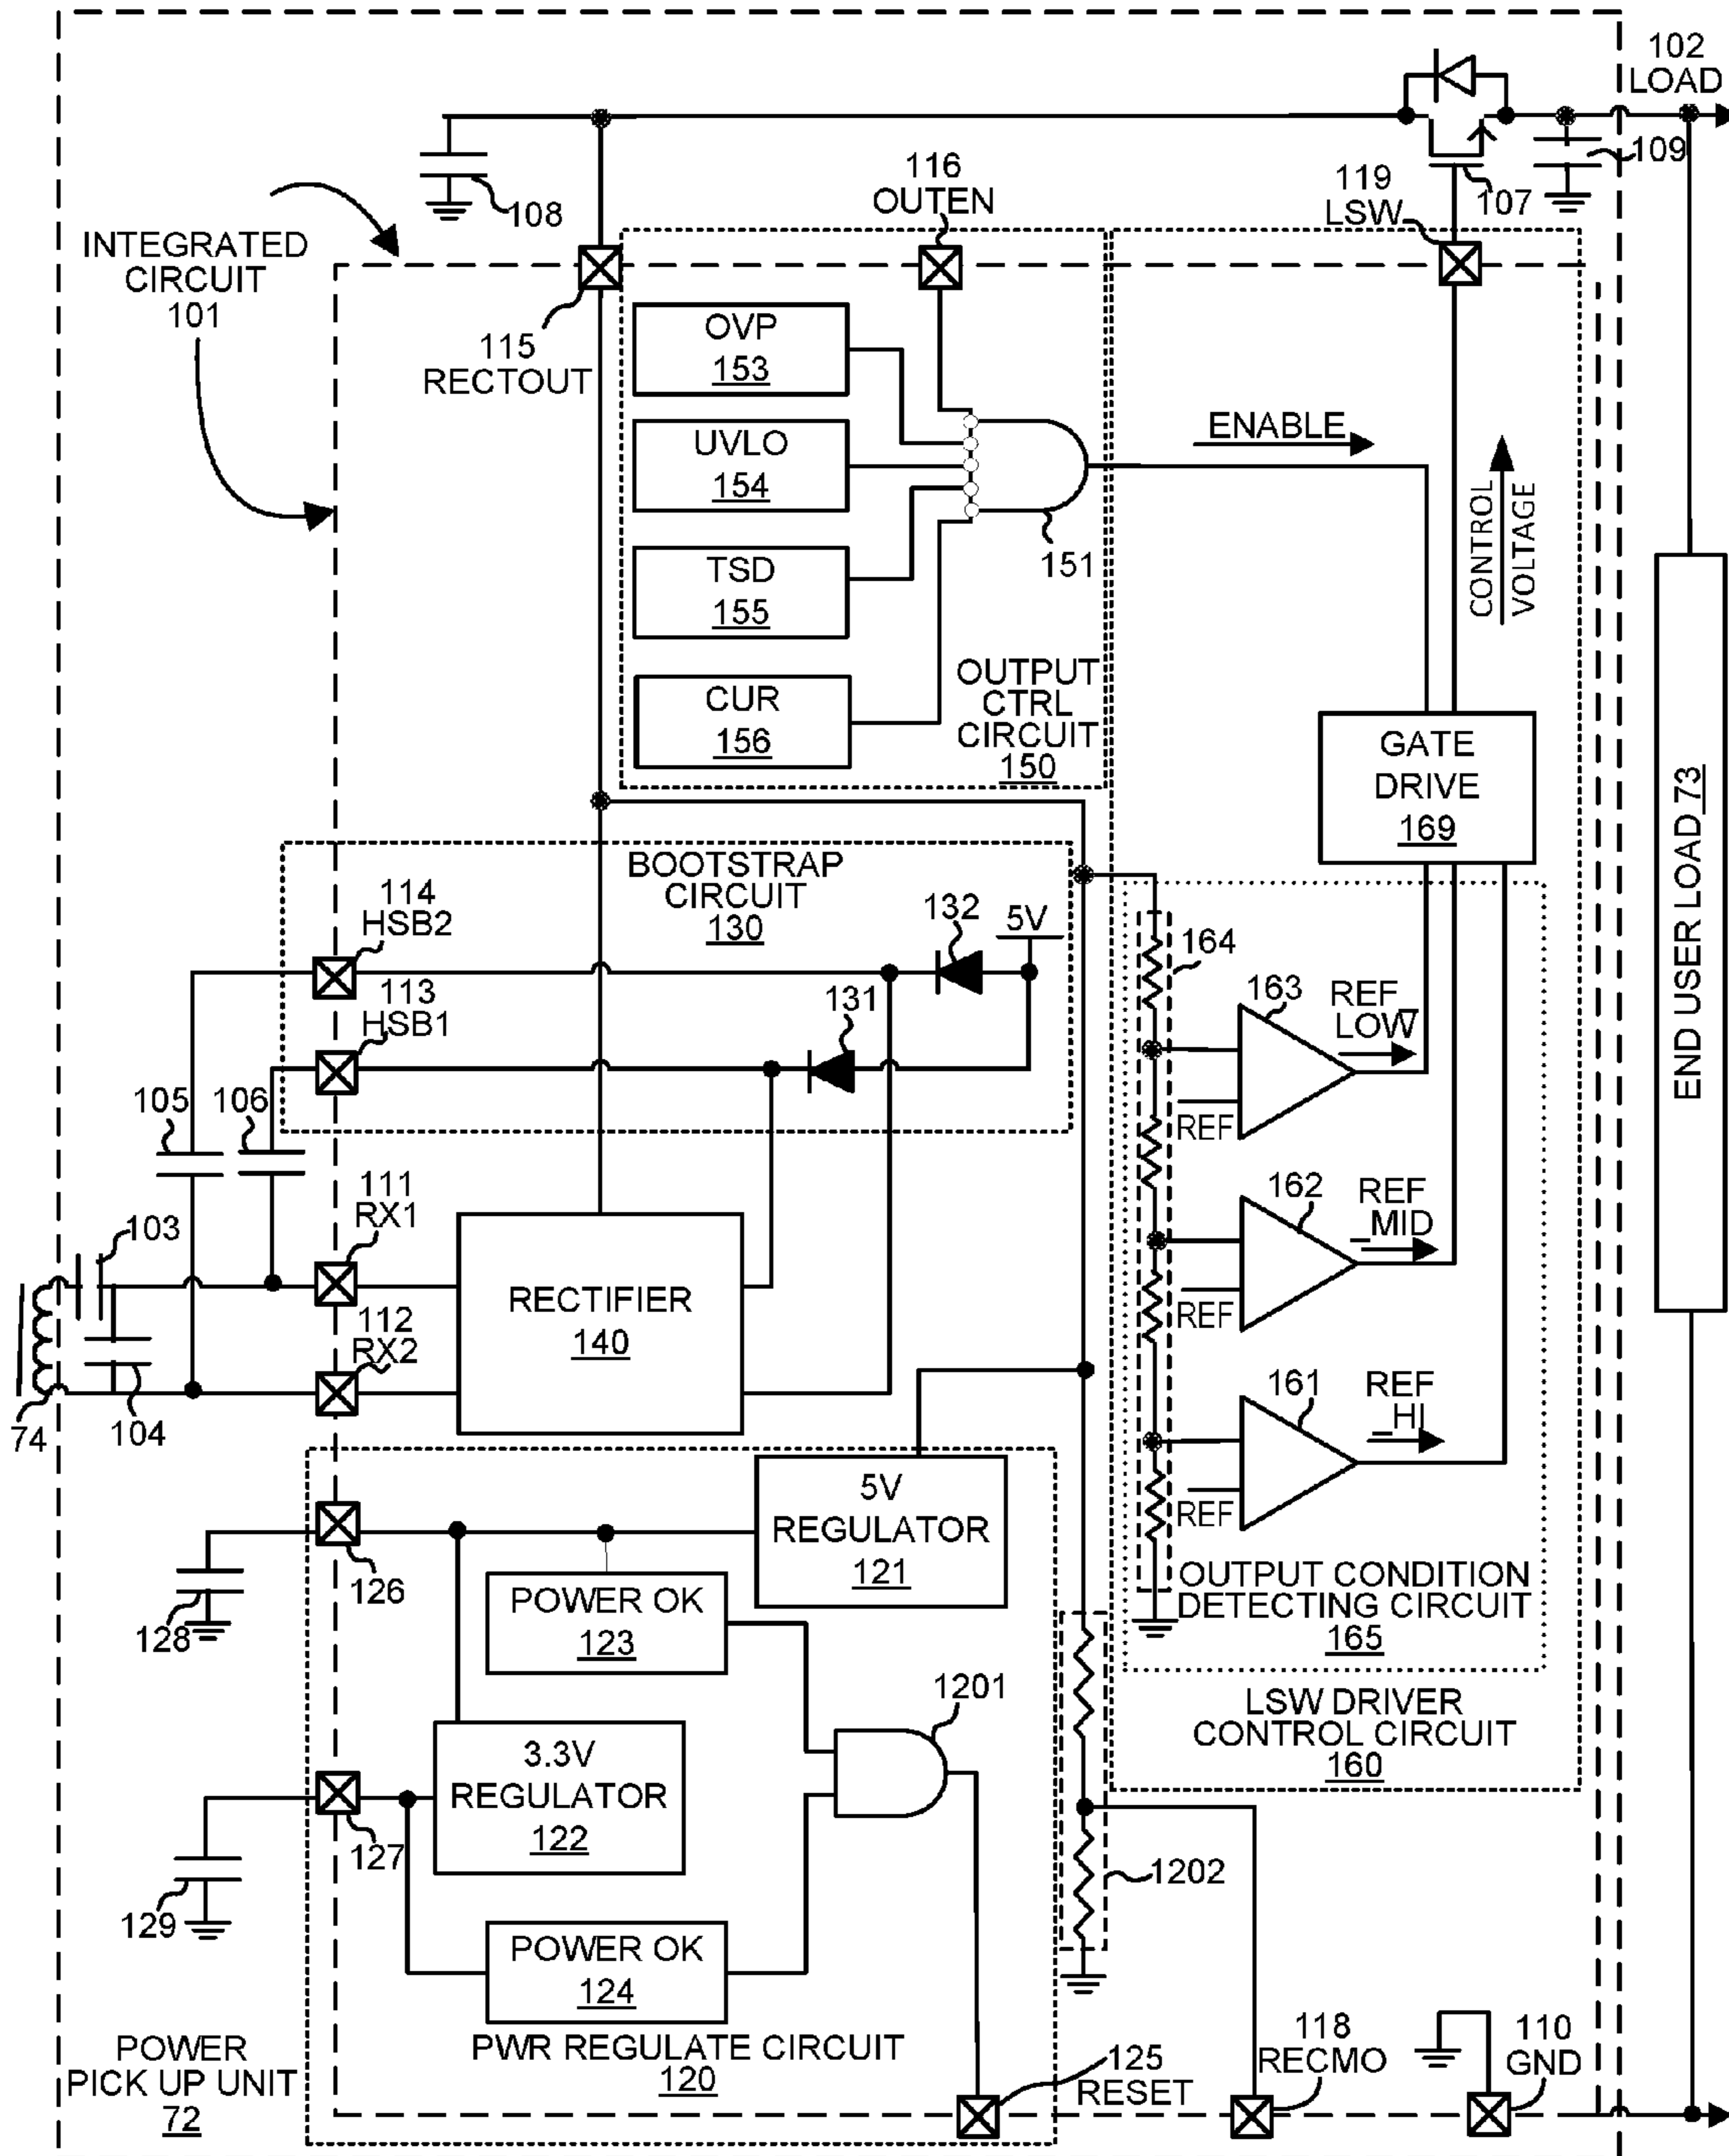 102
LOAD
109
116
OUTEN
119
LSW
107
108
INTEGRATED
CIRCUIT
101
115
RECTOUT
OVP
153
UVLO
154
TSD
155
CUR
156
151
ENABLE
CONTROL
VOLTAGE
OUTPUT
CTRL
CIRCUIT
150
GATE
DRIVE
169
END USER LOAD 73
BOOTSTRAP
CIRCUIT
130
114
HSB2
132
5V
113
HSB1
131
164
163
REF
LOW
REF
105
106
111
RX1
103
RECTIFIER
140
112
RX2
74
104
162
REF
_MID
REF
161
REF
_HI
REF
5V
REGULATOR
121
126
128
POWER OK
123
OUTPUT CONDITION
DETECTING CIRCUIT
165
1201
3.3V
REGULATOR
122
127
129
LSW DRIVER
CONTROL CIRCUIT
160
1202
POWER OK
124
POWER
PICK UP UNIT
72
PWR REGULATE CIRCUIT
120
125
RESET
118
RECMO
110
GND